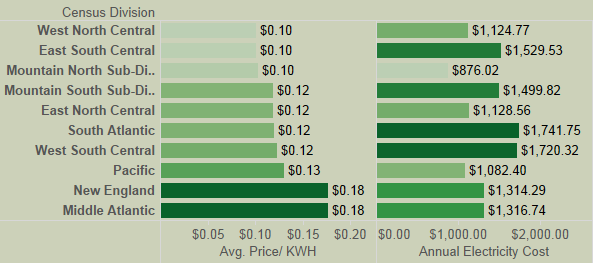 Census Division
West North Central $0.10 $1,124.77
East South Central $0.10 $1,529.53
Mountain North Sub-Di.. $0.10 $876.02
Mountain South Sub-Di.. $0.12 $1,499.82
East North Central $0.12 $1,128.56
South Atlantic $0.12 $1,741.75
West South Central $0.12 $1,720.32
Pacific $0.13 $1,082.40
New England $0.18 $1,314.29
Middle Atlantic $0.18 $1,316.74
$0.05 $0.10 $0.15 $0.20 $0.00 $1,000.00 $2,000.00
Avg. Price/ KWH Annual Electricity Cost